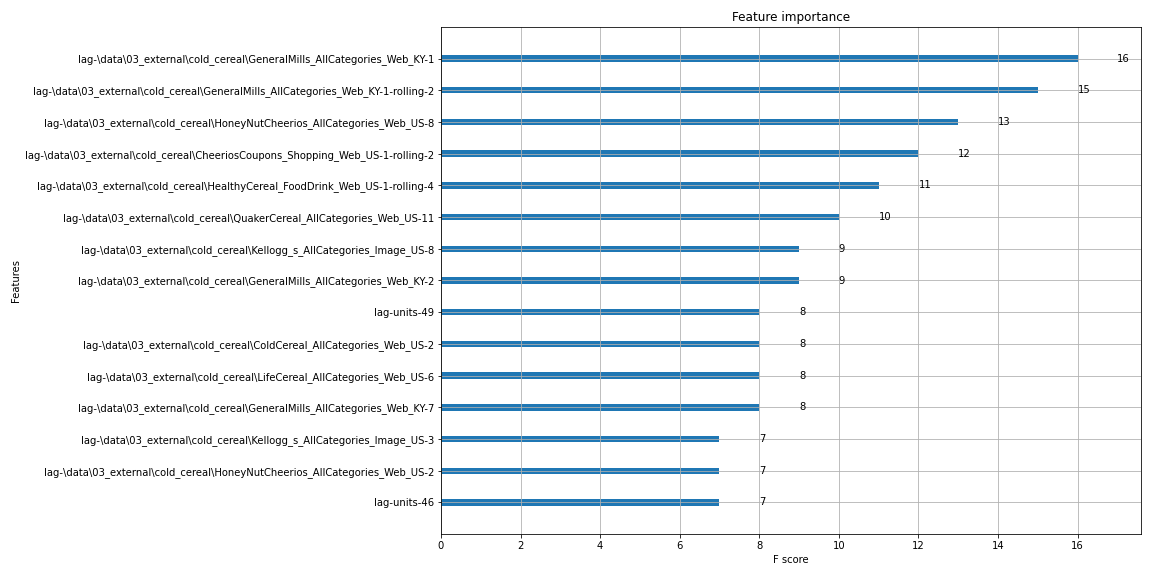 Feature importance
lag-\data\03_external\cold_cereal\GeneralMills_AllCategories_Web_KY-1 16
lag-\data\03_external\cold_cereal\GeneralMills_AllCategories_Web_KY-1-rolling-2 15
lag-\data\03_external\cold_cereal\HoneyNutCheerios_AllCategories_Web_US-8 13
lag-\data\03_external\cold_cereal\CheeriosCoupons_Shopping_Web_US-1-rolling-2 12
lag-\data\03_external\cold_cereal\HealthyCereal_FoodDrink_Web_US-1-rolling-4 11
lag-\data\03_external\cold_cereal\QuakerCereal_AllCategories_Web_US-11 10
lag-\data\03_external\cold_cereal\Kellogg_s_AllCategories_Image_US-8 9
lag-\data\03_external\cold_cereal\GeneralMills_AllCategories_Web_KY-2 9
lag-units-49 8
lag-\data\03_external\cold_cereal\ColdCereal_AllCategories_Web_US-2 8
lag-\data\03_external\cold_cereal\LifeCereal_AllCategories_Web_US-6 8
lag-\data\03_external\cold_cereal\GeneralMills_AllCategories_Web_KY-7 8
lag-\data\03_external\cold_cereal\Kellogg_s_AllCategories_Image_US-3 7
lag-\data\03_external\cold_cereal\HoneyNutCheerios_AllCategories_Web_US-2 7
lag-units-46 7
Features
0 2 4 6 8 10 12 14 16
F score